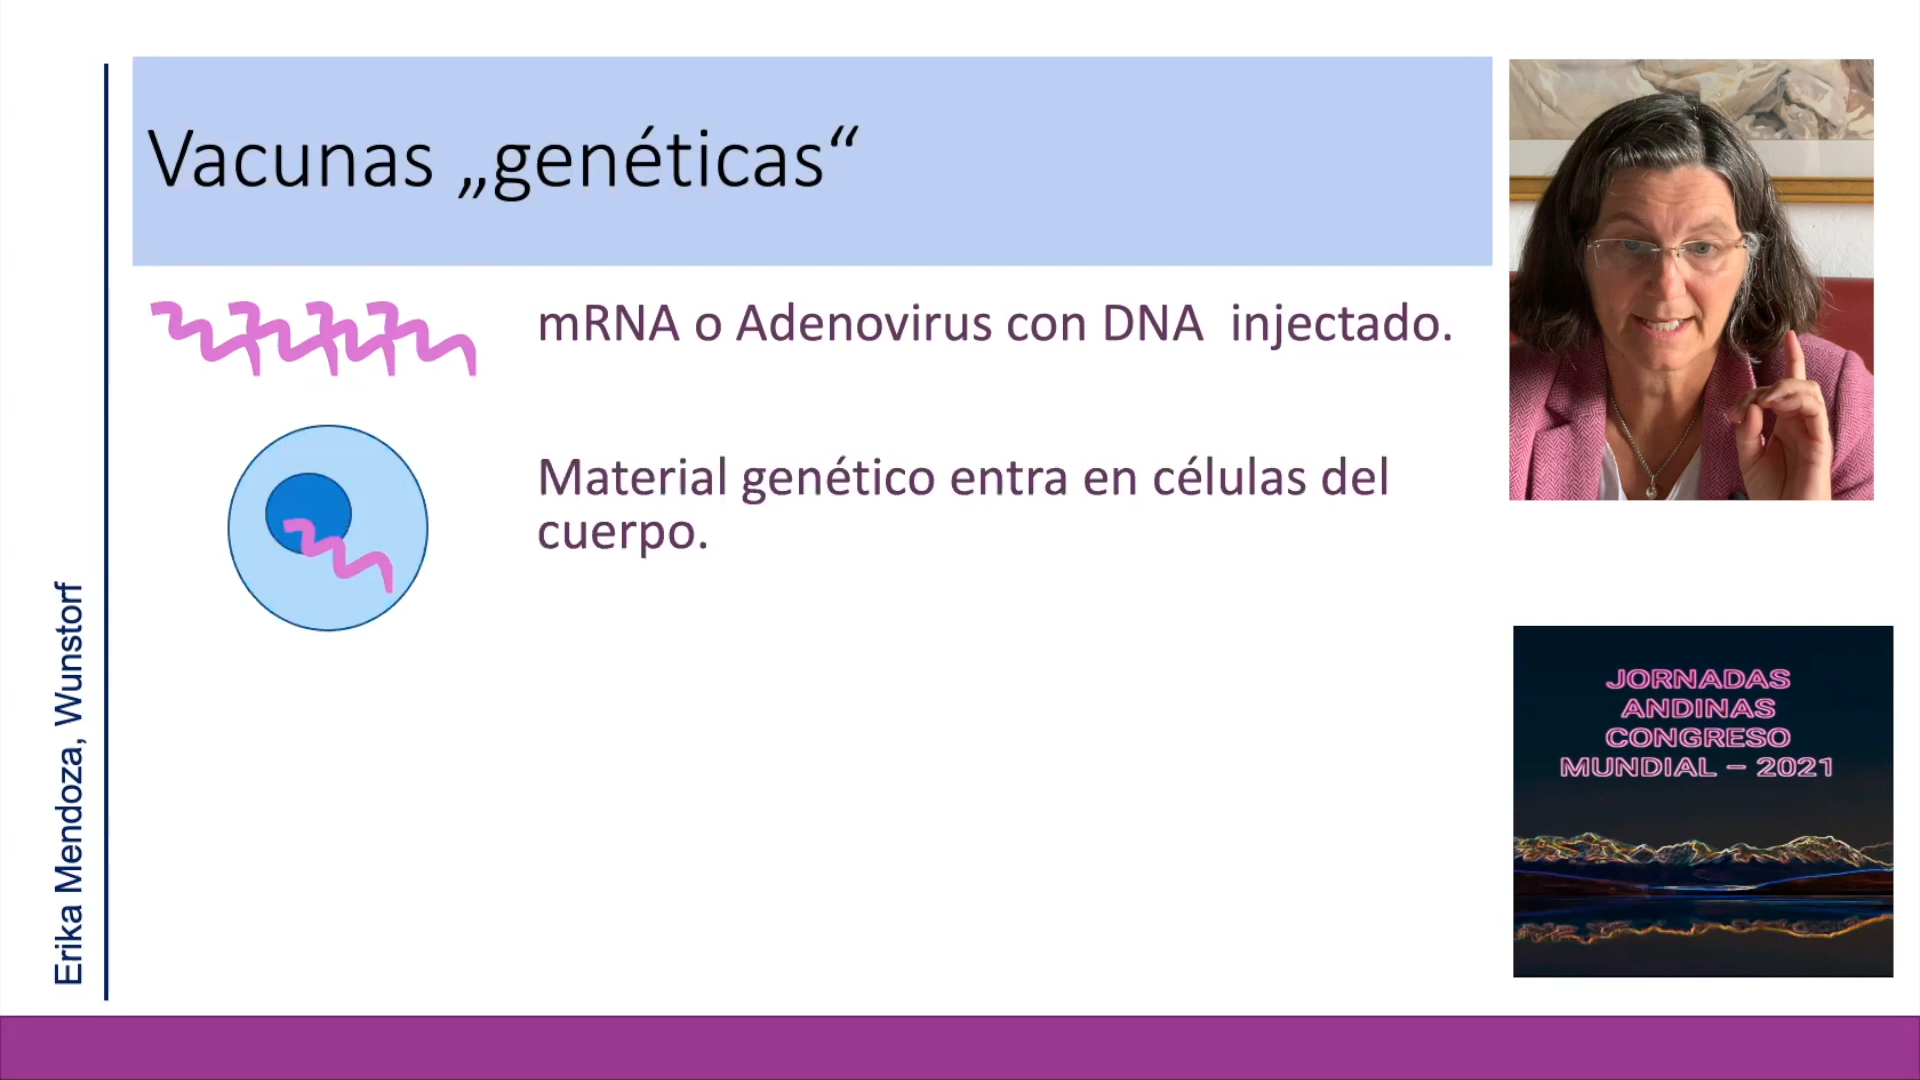 Vacunas „genéticas“
mRNA o Adenovirus con DNA  injectado.
Material genético entra en células del
cuerpo.
Erika Mendoza, Wunstorf
JORNADAS
ANDINAS
CONGRESO
MUNDIAL – 2021